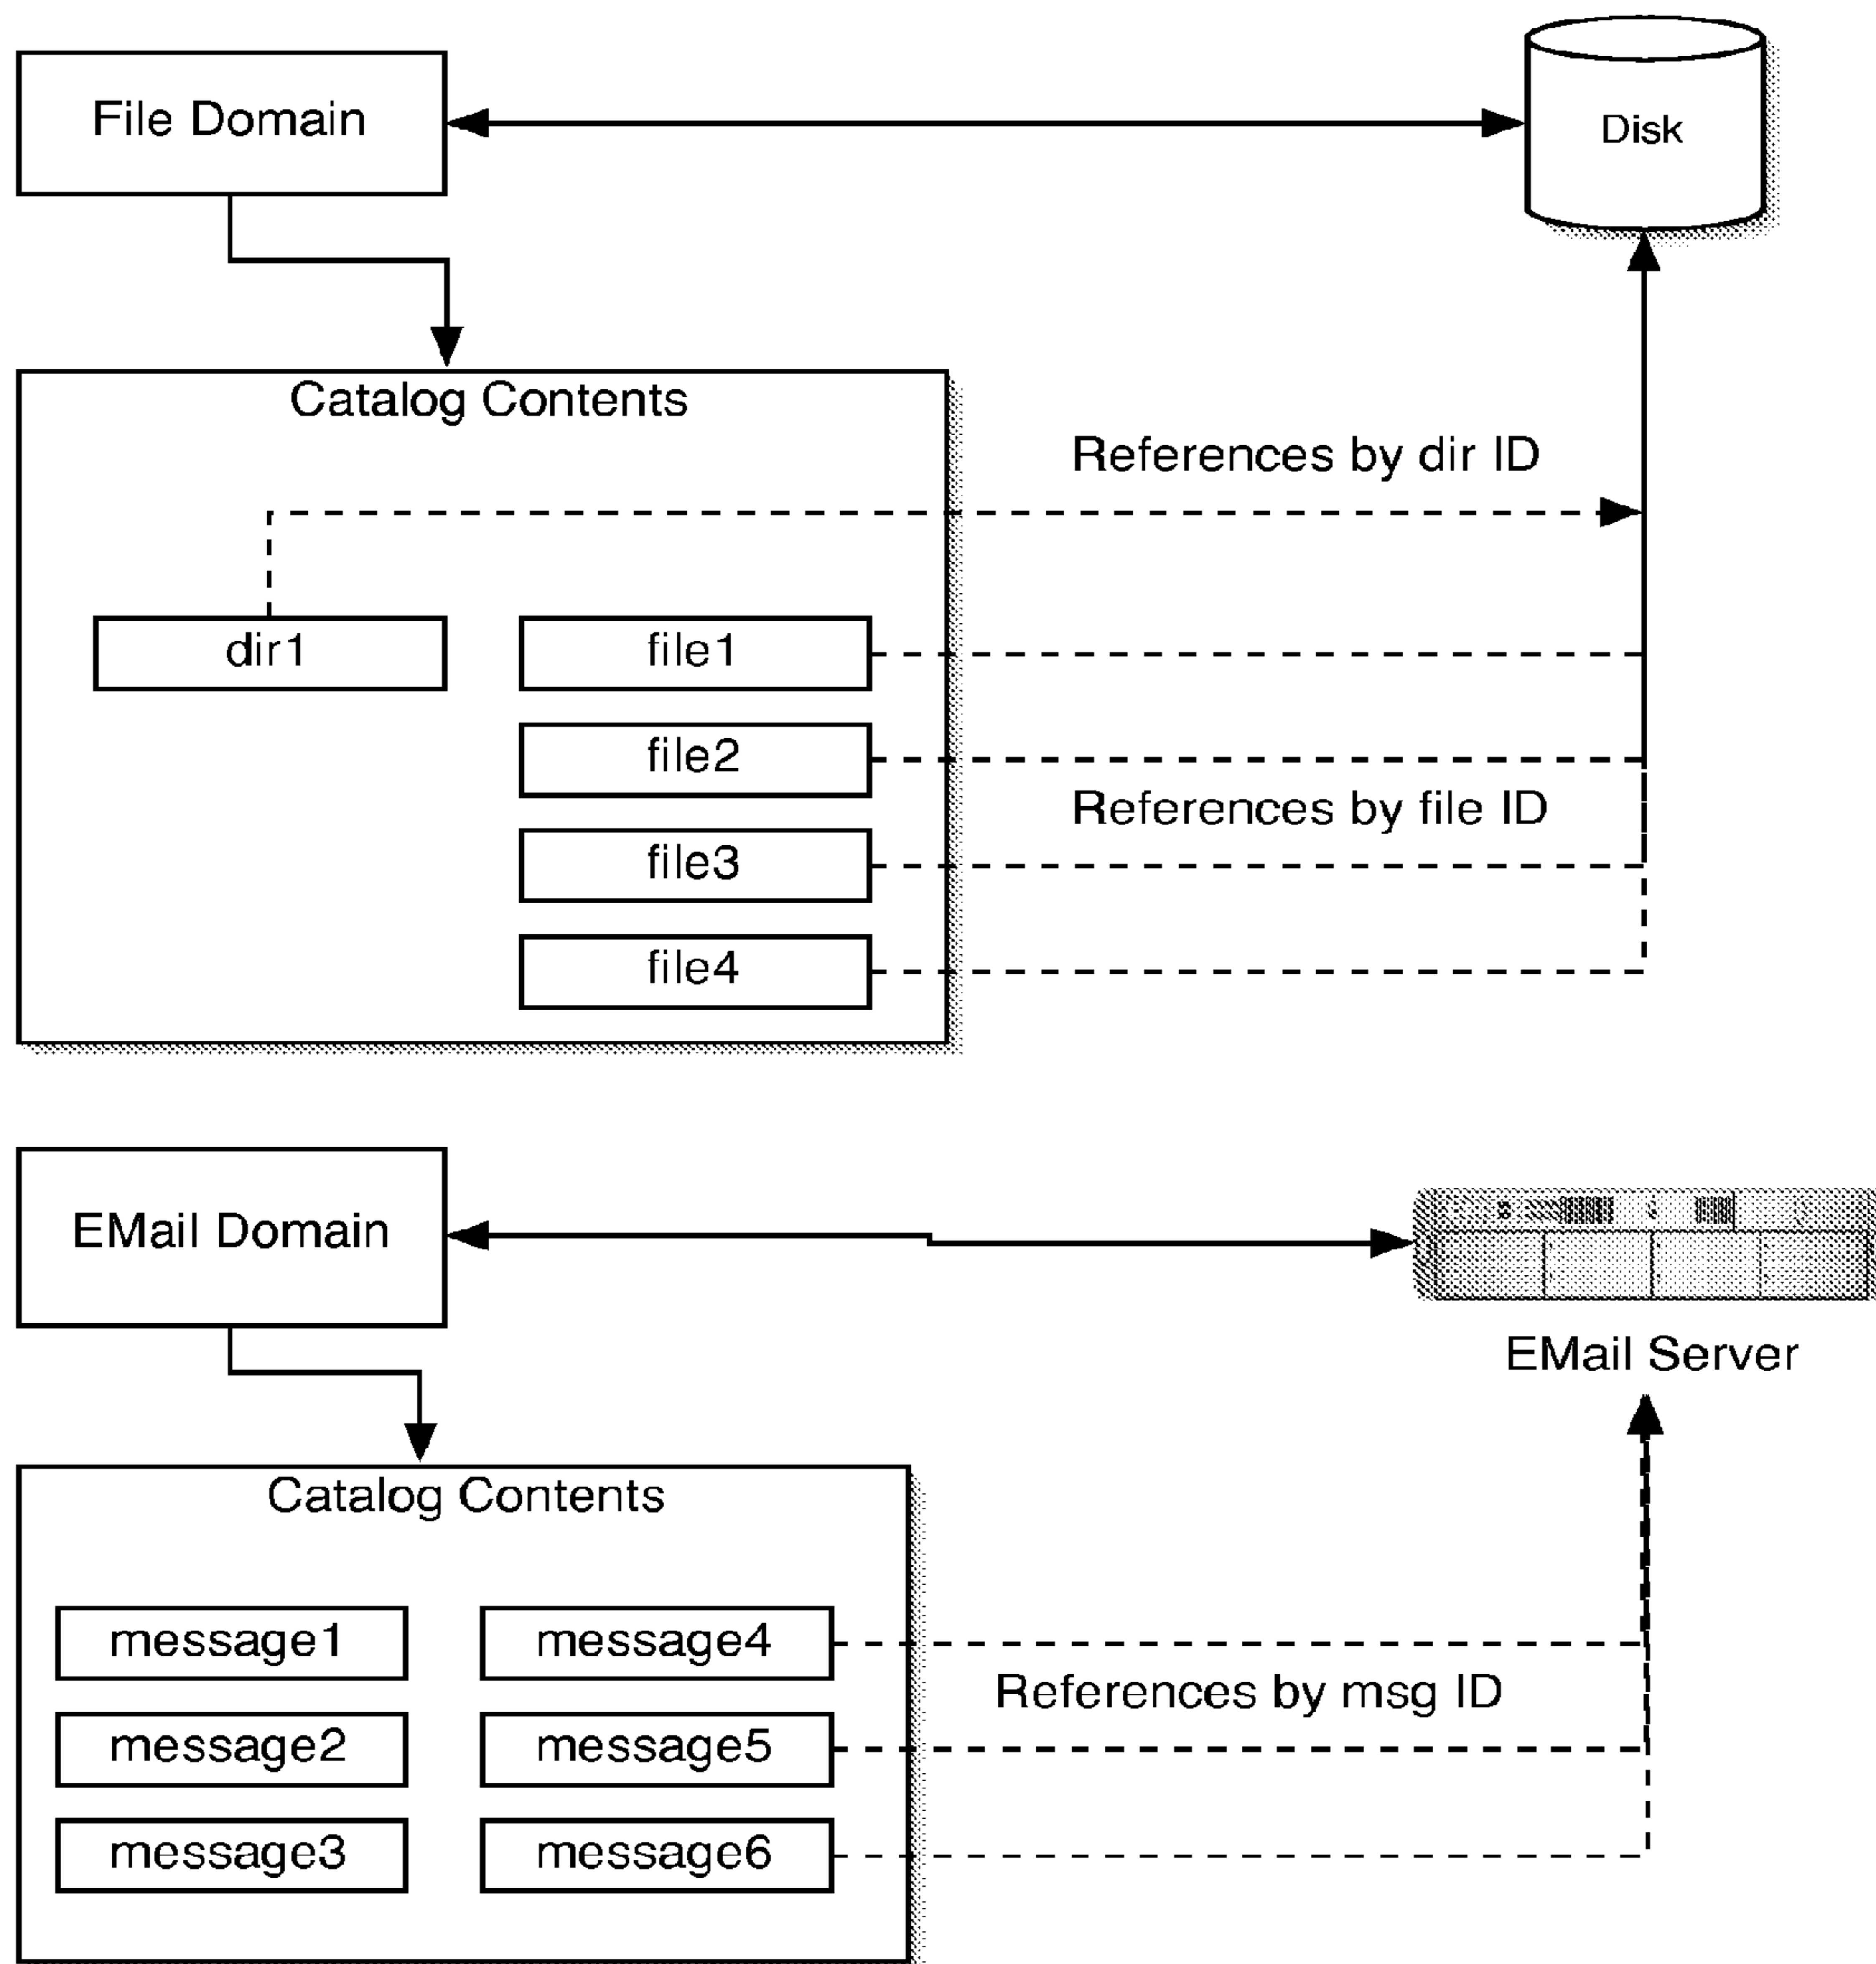 File Domain
Disk
Catalog Contents
References by dir ID
dir1
file1
file2
References by file ID
file3
file4
EMail Domain
EMail Server
Catalog Contents
message1
message4
References by msg ID
message2
message5
message3
message6